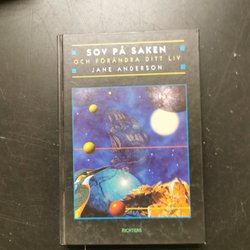 SOV PÅ SAKEN
OCH FÖRÄNDRA DITT LIV
JANE ANDERSON
RICHTERS